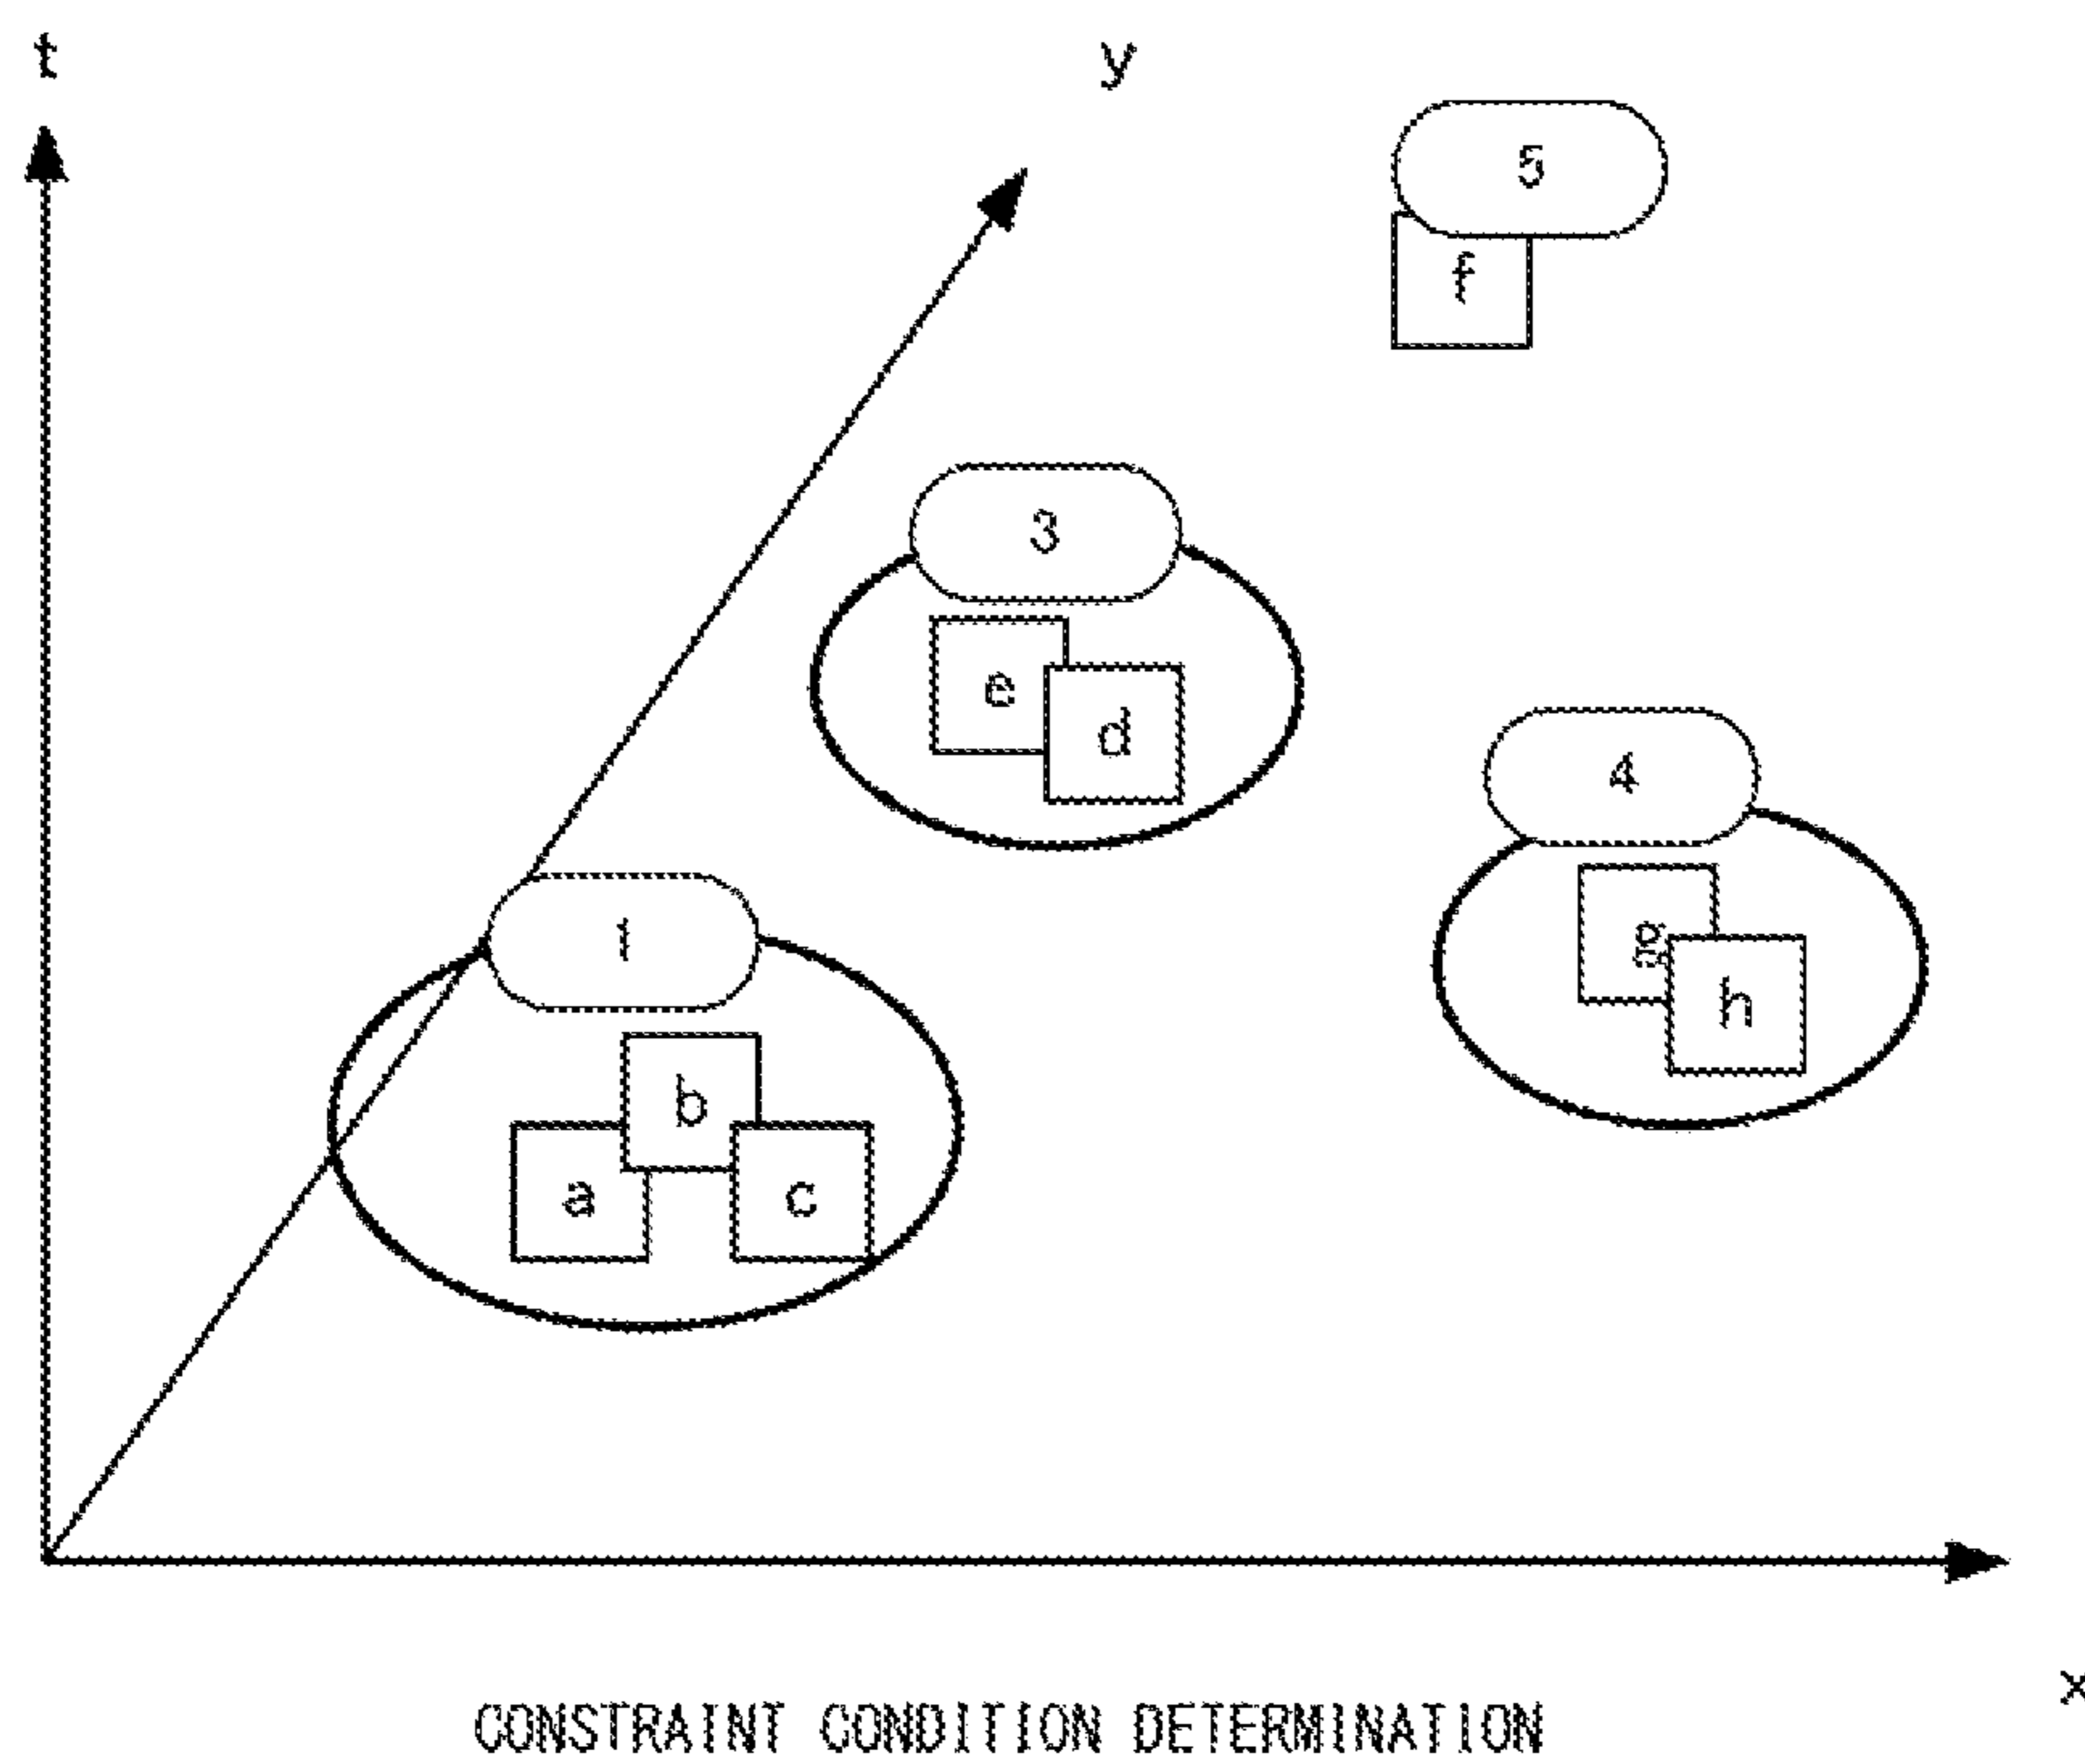 t
y
5
f
3
e
d
4
g
h
1
b
a
c
x
CONSTRAINT CONDITION DETERMINATION